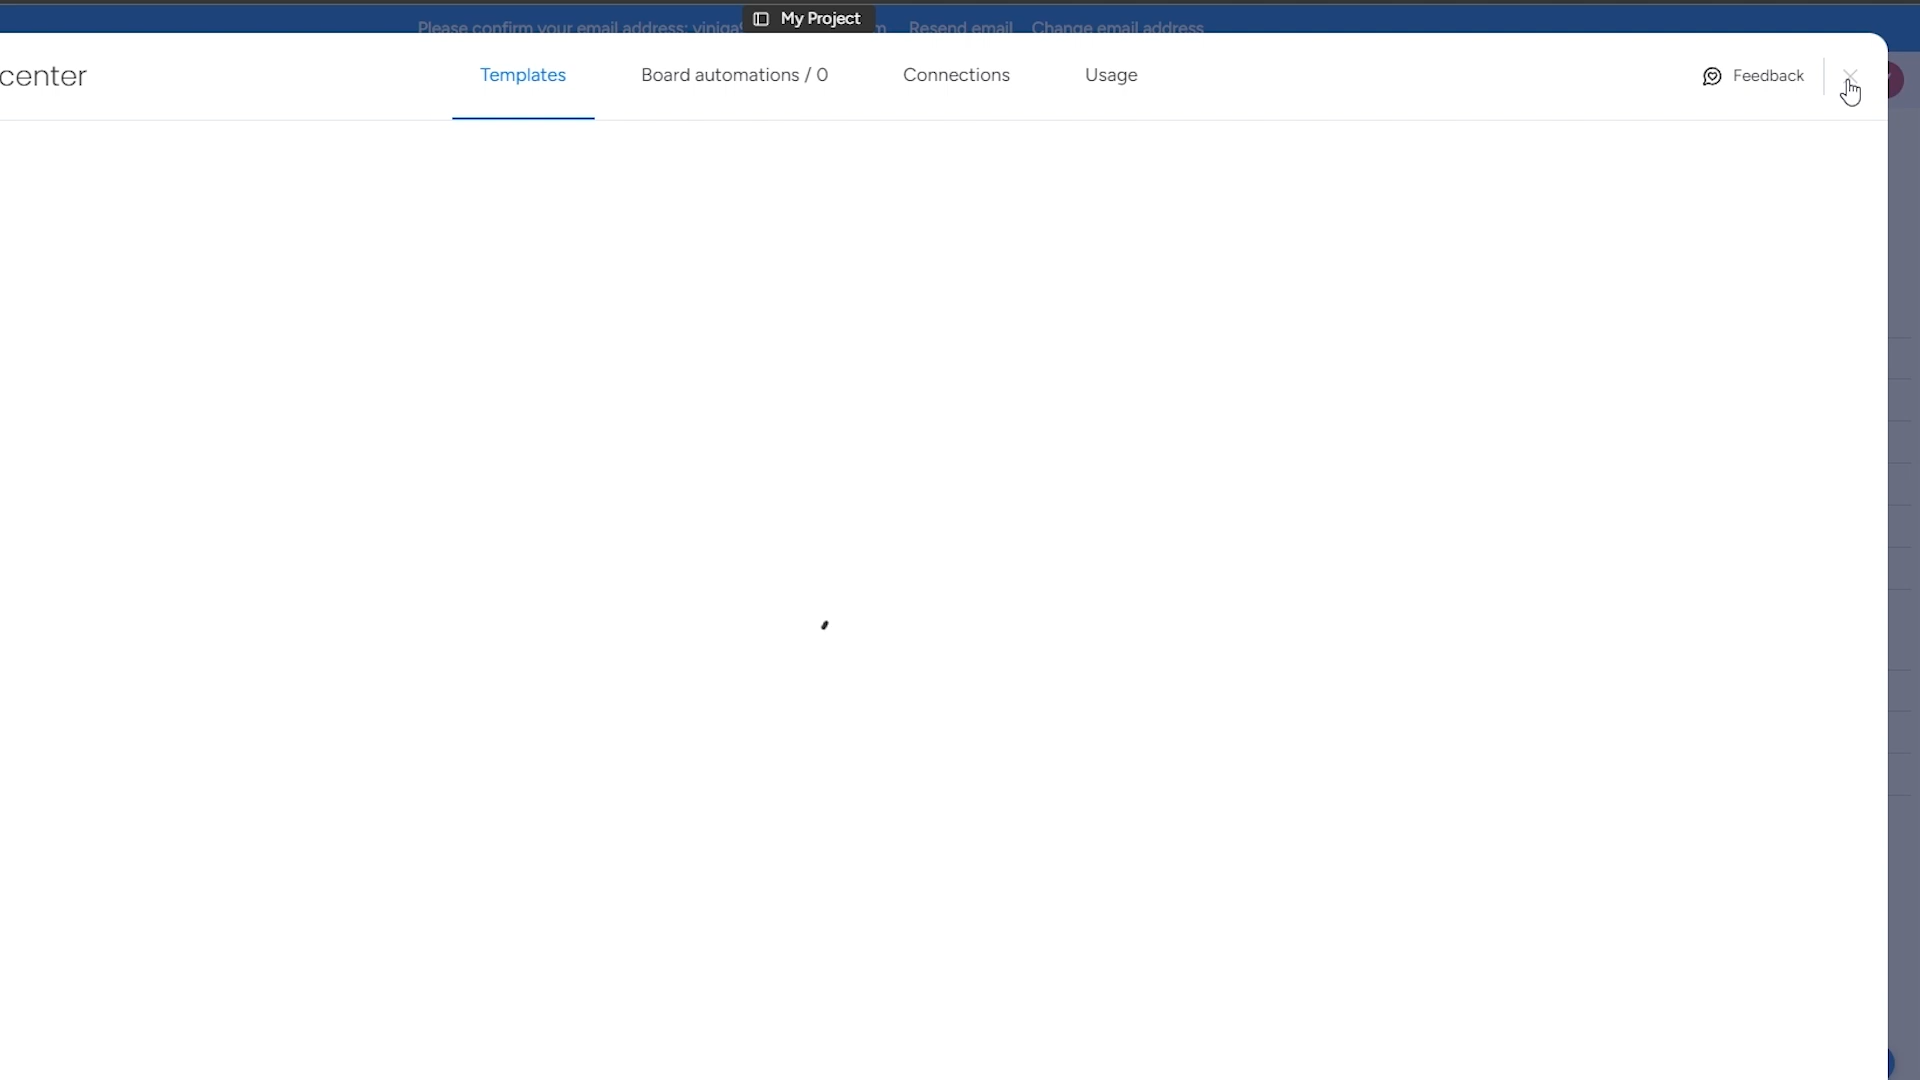 My Project
Please confirm your email address: viniga
Resend email
Change email address
center
Templates
Board automations / 0
Connections
Usage
Feedback